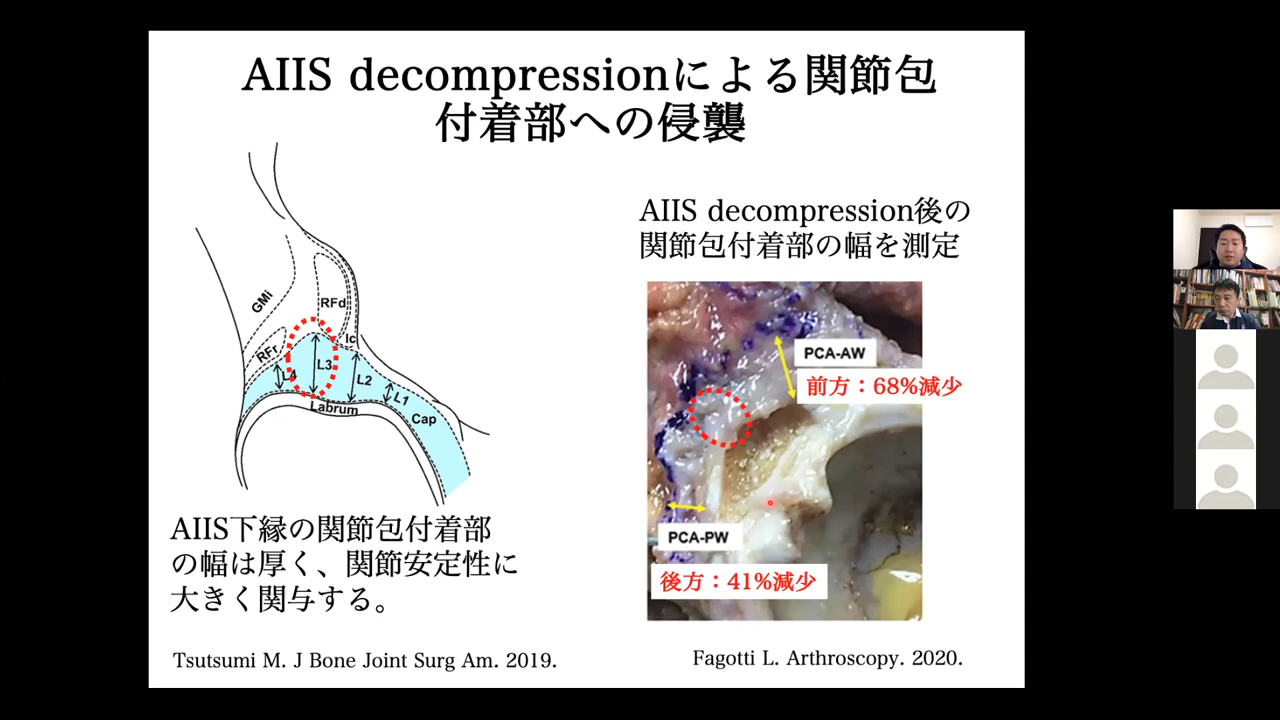 AIIS decompressionによる関節包
付着部への侵襲
GMi
RFd
RFr
Ic
L4
L3
L2
L1
Labrum
Cap
AIIS下縁の関節包付着部
の幅は厚く、関節安定性に
大きく関与する。
Tsutsumi M. J Bone Joint Surg Am. 2019.
AIIS decompression後の
関節包付着部の幅を測定
PCA-AW
前方：68%減少
PCA-PW
後方：41%減少
Fagotti L. Arthroscopy. 2020.